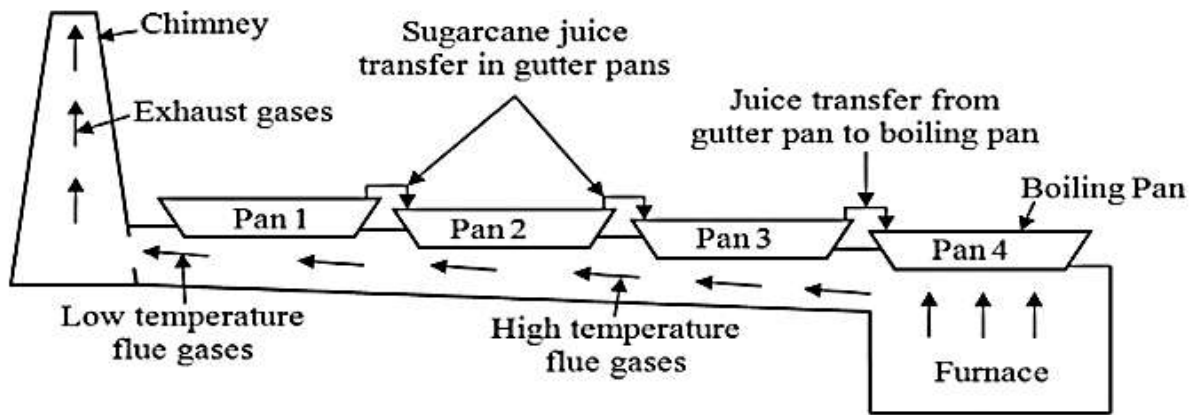 Chimney
Sugarcane juice
transfer in gutter pans
Juice transfer from
gutter pan to boiling pan
Exhaust gases
Boiling Pan
Pan 1
Pan 2
Pan 3
Pan 4
Low temperature
flue gases
High temperature
flue gases
Furnace